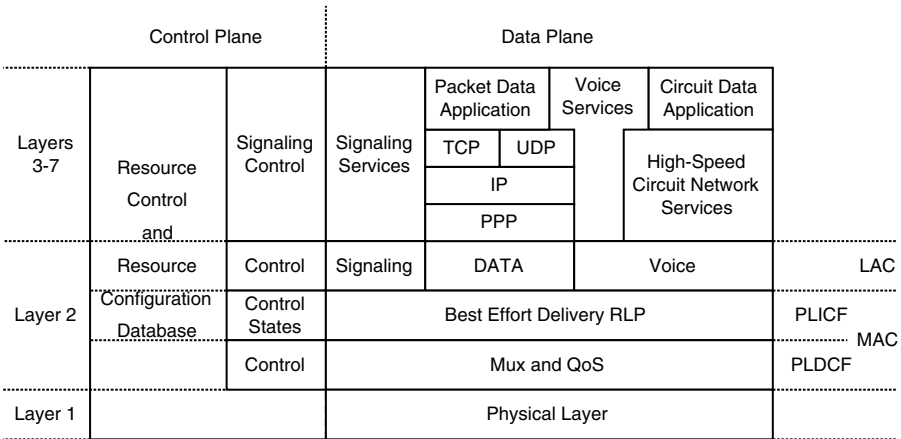 Control Plane
Data Plane
Layers
3-7
Resource
Control
and
Resource
Configuration
Database
Signaling
Control
Signaling
Services
Packet Data
Application
Voice
Services
Circuit Data
Application
TCP
UDP
IP
PPP
High-Speed
Circuit Network
Services
Layer 2
Control
Signaling
DATA
Voice
LAC
Control
States
Best Effort Delivery RLP
PLICF
MAC
Control
Mux and QoS
PLDCF
Layer 1
Physical Layer